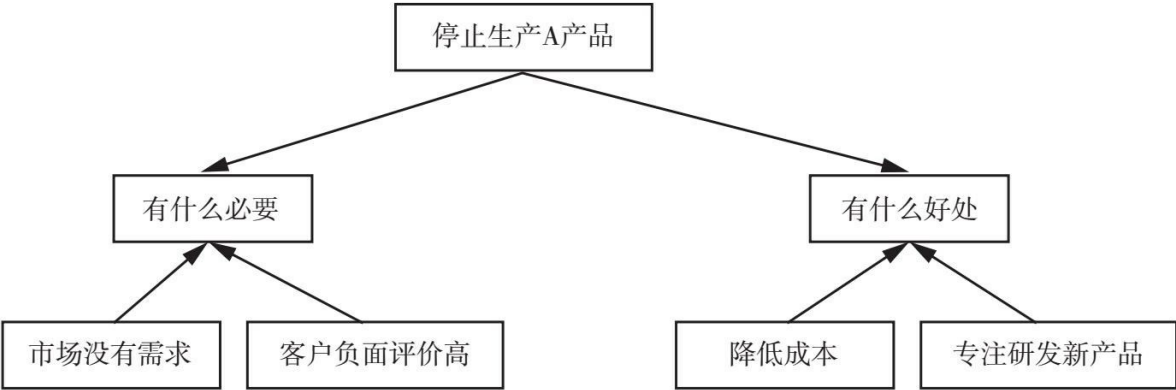 停止生产A产品
有什么必要
有什么好处
市场没有需求
客户负面评价高
降低成本
专注研发新产品